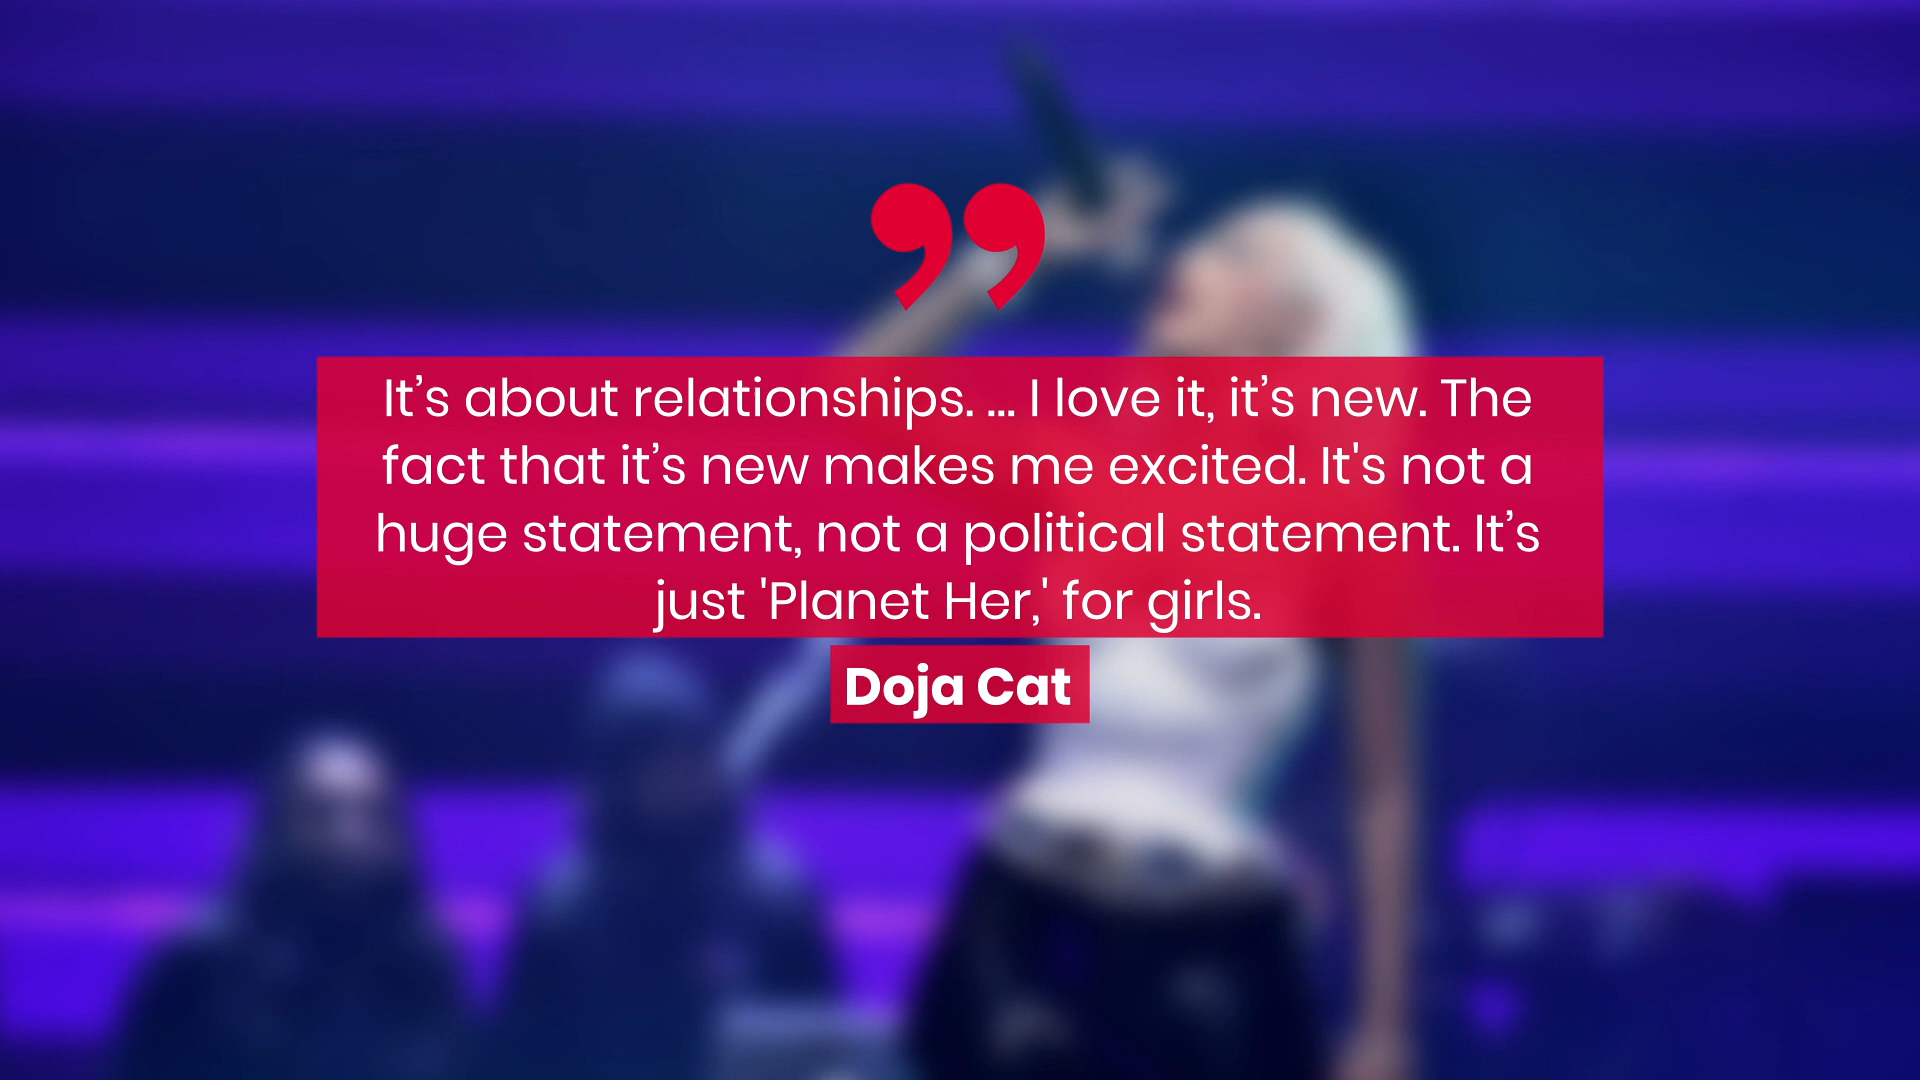 ”
It’s about relationships. ... I love it, it’s new. The
fact that it’s new makes me excited. It's not a
huge statement, not a political statement. It’s
just 'Planet Her,' for girls.
Doja Cat